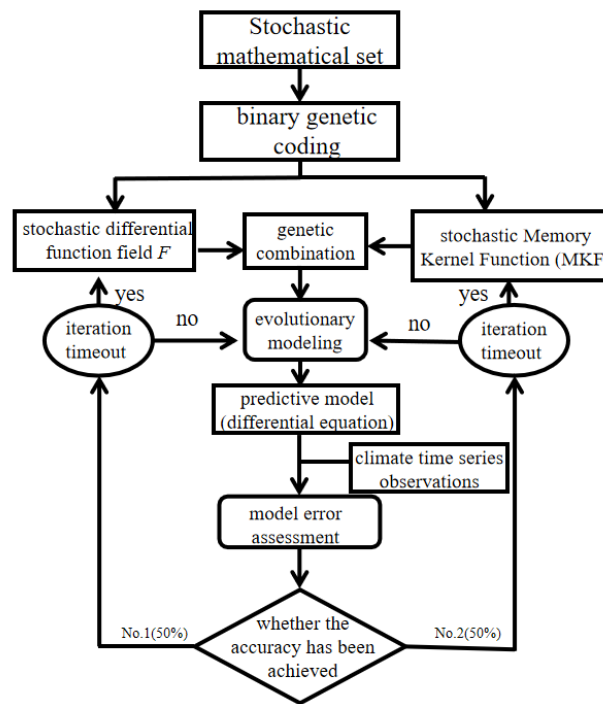 Stochastic
mathematical set
binary genetic
coding
stochastic differential
function field F
genetic
combination
stochastic Memory
Kernel Function (MKF
yes
yes
iteration
timeout
no
evolutionary
modeling
no
iteration
timeout
predictive model
(differential equation)
climate time series
observations
model error
assessment
No.1(50%)
whether the
accuracy has been
achieved
No.2(50%)